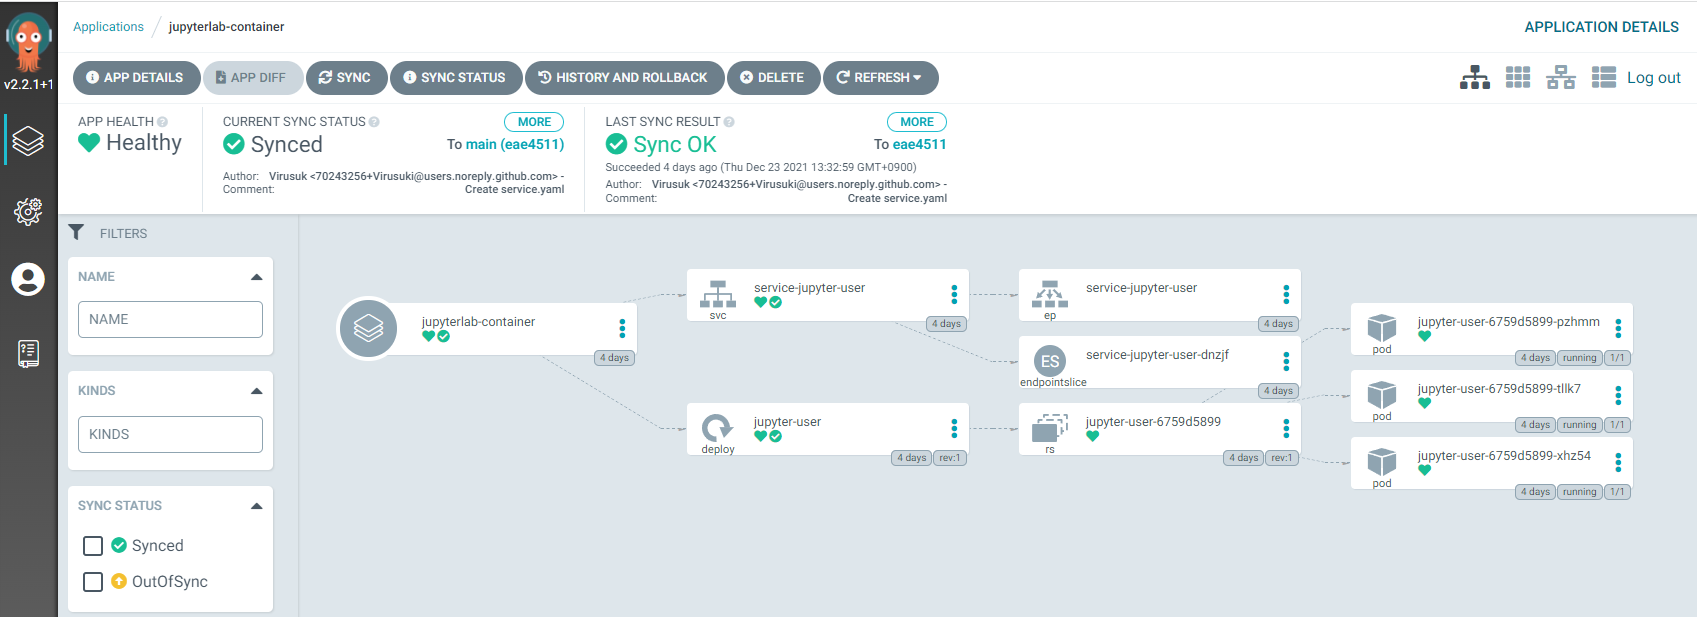 Applications / jupyterlab-container
APPLICATION DETAILS
v2.2.1+1
APP DETAILS
APP DIFF
SYNC
SYNC STATUS
HISTORY AND ROLLBACK
DELETE
REFRESH
Log out
APP HEALTH
Healthy
CURRENT SYNC STATUS
MORE
Synced
To main (eae4511)
Author: Virusuk <70243256+Virusuki@users.noreply.github.com> -
Comment: Create service.yaml
LAST SYNC RESULT
MORE
Sync OK
To eae4511
Succeeded 4 days ago (Thu Dec 23 2021 13:32:59 GMT+0900)
Author: Virusuk <70243256+Virusuki@users.noreply.github.com> -
Comment: Create service.yaml
FILTERS
NAME
NAME
KINDS
KINDS
SYNC STATUS
Synced
OutOfSync
jupyterlab-container
4 days
service-jupyter-user
svc
4 days
jupyter-user
deploy
4 days rev:1
service-jupyter-user
ep
4 days
ES
service-jupyter-user-dnzjf
endpointslice
4 days
jupyter-user-6759d5899
rs
4 days rev:1
jupyter-user-6759d5899-pzhmm
pod
4 days running 1/1
jupyter-user-6759d5899-tllk7
pod
4 days running 1/1
jupyter-user-6759d5899-xhz54
pod
4 days running 1/1